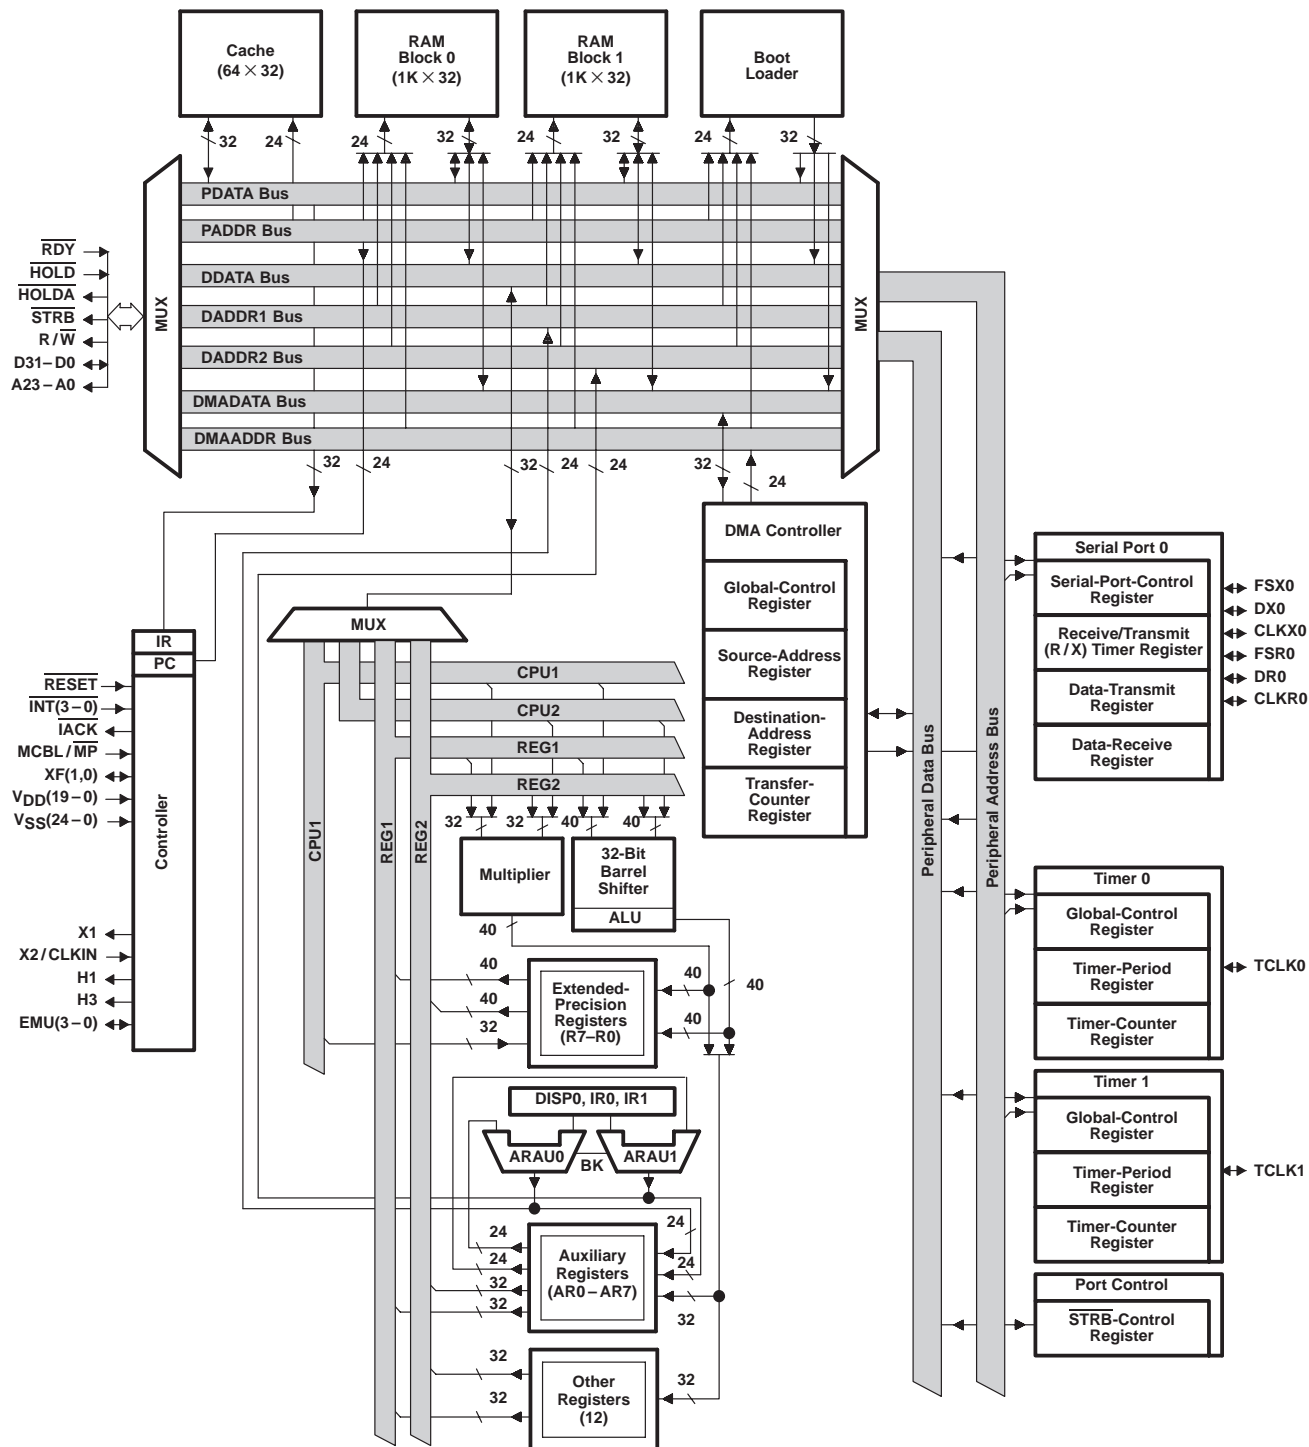 Cache
(64 × 32)
RAM
Block 0
(1K × 32)
RAM
Block 1
(1K × 32)
Boot
Loader
32
24
24
32
24
32
24
32
PDATA Bus
PADDR Bus
DDATA Bus
DADDR1 Bus
DADDR2 Bus
DMADATA Bus
DMAADDR Bus
MUX
MUX
RDY
HOLD
HOLDA
STRB
R/W
D31–D0
A23–A0
32
24
32
24
24
32
24
DMA Controller
Global-Control
Register
Source-Address
Register
Destination-
Address
Register
Transfer-
Counter
Register
Peripheral Data Bus
Peripheral Address Bus
Serial Port 0
Serial-Port-Control
Register
Receive/Transmit
(R/X) Timer Register
Data-Transmit
Register
Data-Receive
Register
FSX0
DX0
CLKX0
FSR0
DR0
CLKR0
IR
PC
Controller
RESET
INT(3–0)
IACK
MCBL/MP
XF(1,0)
VDD(19–0)
VSS(24–0)
X1
X2/CLKIN
H1
H3
EMU(3–0)
MUX
CPU1
CPU2
REG1
REG2
CPU1
REG1
REG2
32
32
40
40
Multiplier
32-Bit
Barrel
Shifter
ALU
40
40
40
32
Extended-
Precision
Registers
(R7–R0)
40
40
40
DISP0, IR0, IR1
ARAU0
BK
ARAU1
24
24
32
32
Auxiliary
Registers
(AR0–AR7)
24
24
32
32
32
Other
Registers
(12)
32
Timer 0
Global-Control
Register
Timer-Period
Register
Timer-Counter
Register
TCLK0
Timer 1
Global-Control
Register
Timer-Period
Register
Timer-Counter
Register
TCLK1
Port Control
STRB-Control
Register